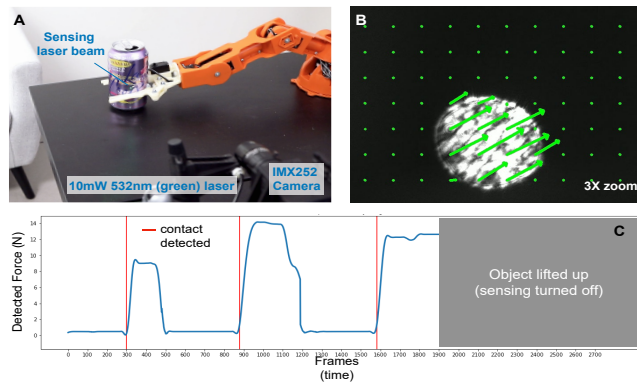 A
Sensing
laser beam
10mW 532nm (green) laser
IMX252
Camera
B
3X zoom
C
contact
detected
Object lifted up
(sensing turned off)
Detected Force (N)
14
12
10
8
6
4
2
0
0 100 200 300 400 500 600 700 800 900 1000 1100 1200 1300 1400 1500 1600 1700 1800 1900 2000 2100 2200 2300 2400 2500 2600 2700
Frames
(time)